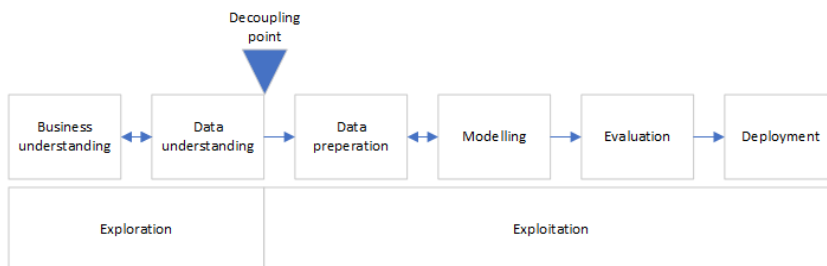 Decoupling
point
Business
understanding
Data
understanding
Data
preperation
Modelling
Evaluation
Deployment
Exploration
Exploitation